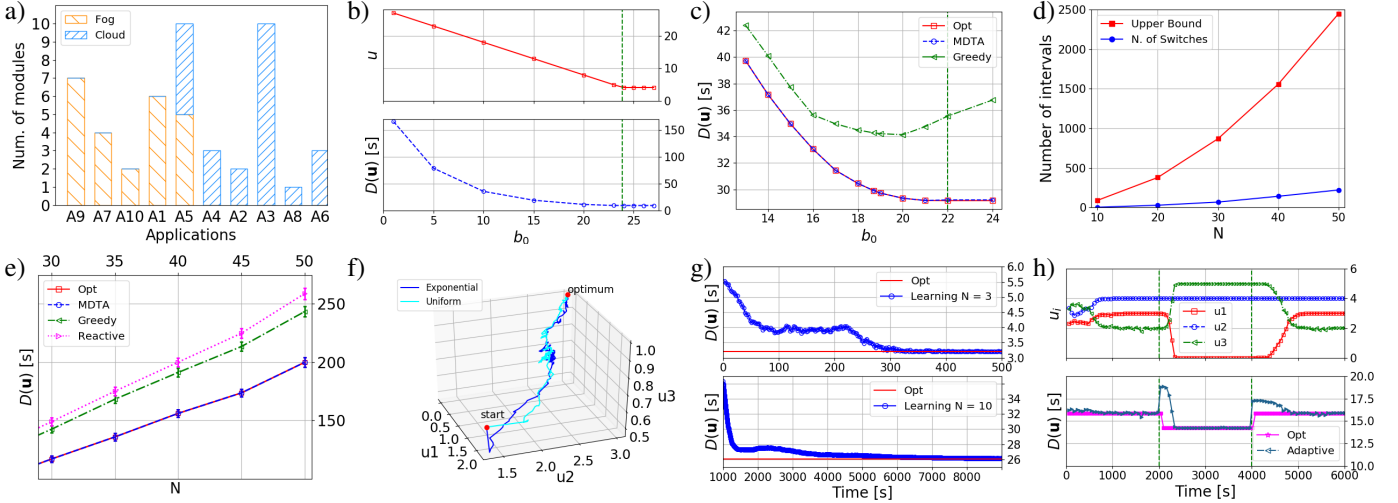 a)
Num. of modules
10
9
8
7
6
5
4
3
2
1
0
Fog
Cloud
A9 A7 A10 A1 A5 A4 A2 A3 A8 A6
Applications
b)
u
20
10
0
D(u) [s]
150
100
50
0
0 5 10 15 20 25
b0
c)
D(u) [s]
42
40
38
36
34
32
30
Opt
MDTA
Greedy
14 16 18 20 22 24
b0
d)
Number of intervals
2500
2000
1500
1000
500
0
Upper Bound
N. of Switches
10 20 30 40 50
N
e)
30 35 40 45 50
Opt
MDTA
Greedy
Reactive
D(u) [s]
250
200
150
N
f)
Exponential
Uniform
optimum
start
0.0
0.5
1.0
1.5
2.0
u1
1.5
2.0
2.5
3.0
u2
1.0
0.9
0.8
0.7
0.6
0.5
u3
g)
D(u) [s]
Opt
Learning N = 3
6.0
5.5
5.0
4.5
4.0
3.5
3.0
0 100 200 300 400 500
D(u) [s]
Opt
Learning N = 10
34
32
30
28
26
1000 2000 3000 4000 5000 6000 7000 8000 9000
Time [s]
h)
ui
u1
u2
u3
6
4
2
0
D(u) [s]
20.0
17.5
15.0
12.5
10.0
Opt
Adaptive
0 1000 2000 3000 4000 5000 6000
Time [s]